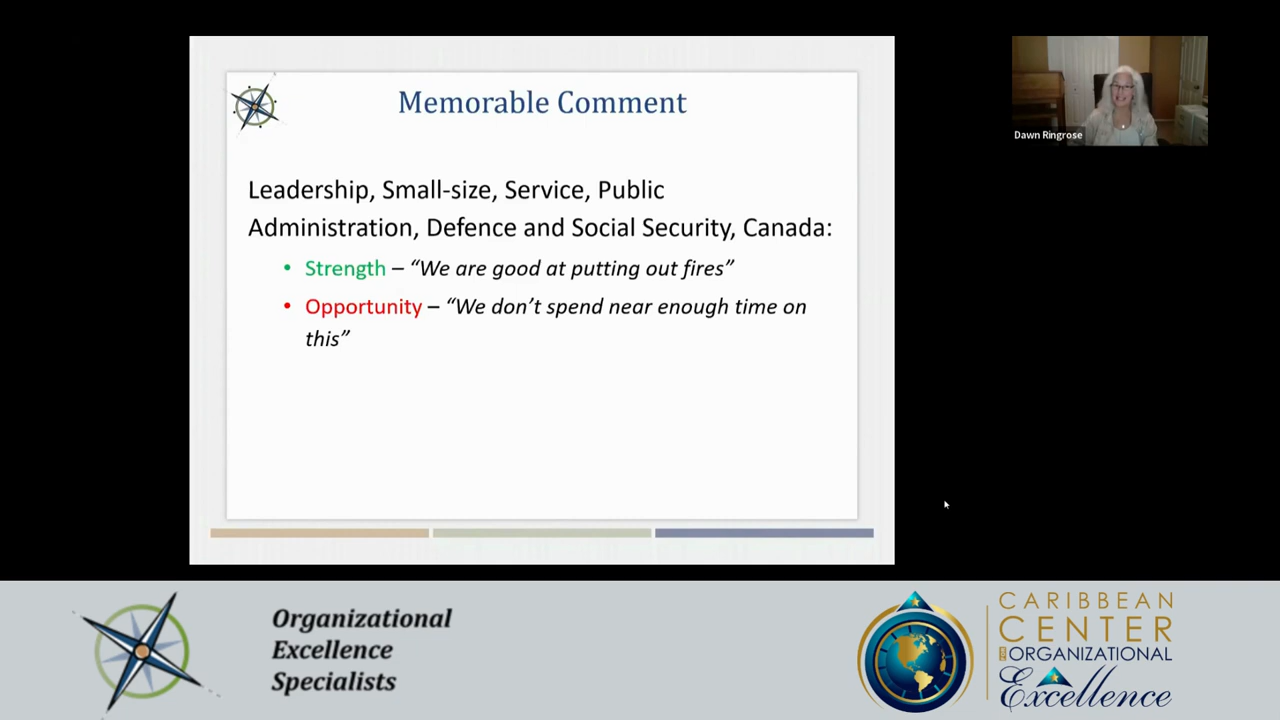 Memorable Comment
Leadership, Small-size, Service, Public
Administration, Defence and Social Security, Canada:
• Strength – “We are good at putting out fires”
• Opportunity – “We don’t spend near enough time on
this”
Dawn Ringrose
Organizational
Excellence
Specialists
CARIBBEAN
CENTER
FOR ORGANIZATIONAL
Excellence